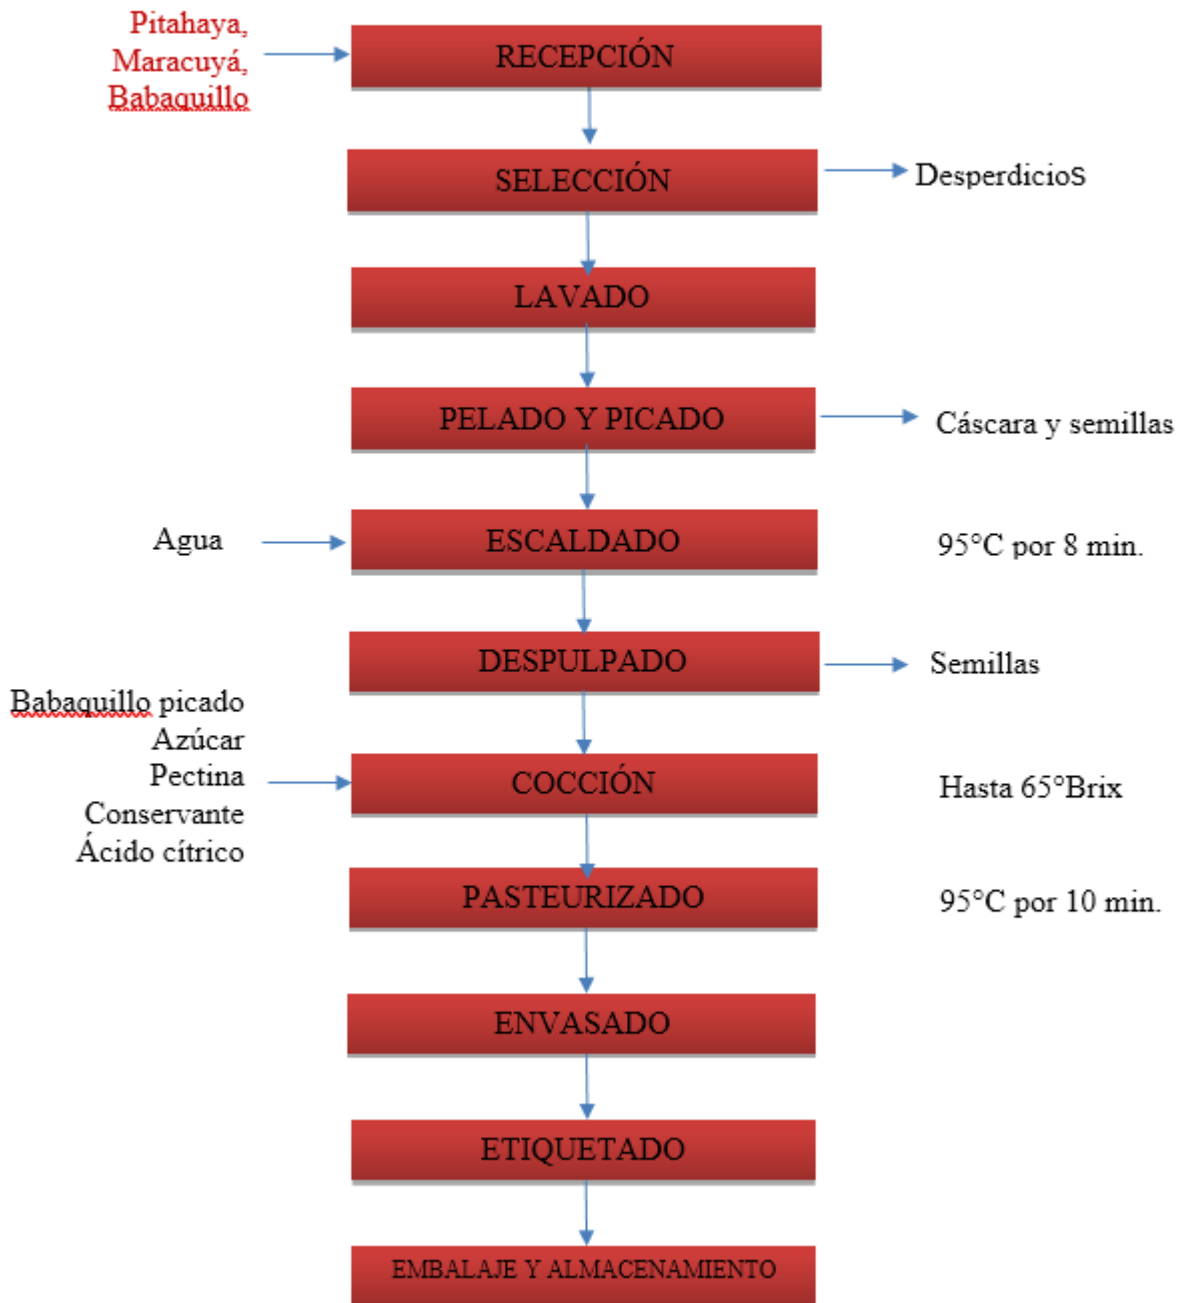 Pitahaya,
Maracuyá,
Babaquillo
RECEPCIÓN
SELECCIÓN
Desperdicios
LAVADO
PELADO Y PICADO
Cáscara y semillas
Agua
ESCALDADO
95°C por 8 min.
DESPULPADO
Semillas
Babaquillo picado
Azúcar
Pectina
Conservante
Ácido cítrico
COCCIÓN
Hasta 65°Brix
PASTEURIZADO
95°C por 10 min.
ENVASADO
ETIQUETADO
EMBALAJE Y ALMACENAMIENTO